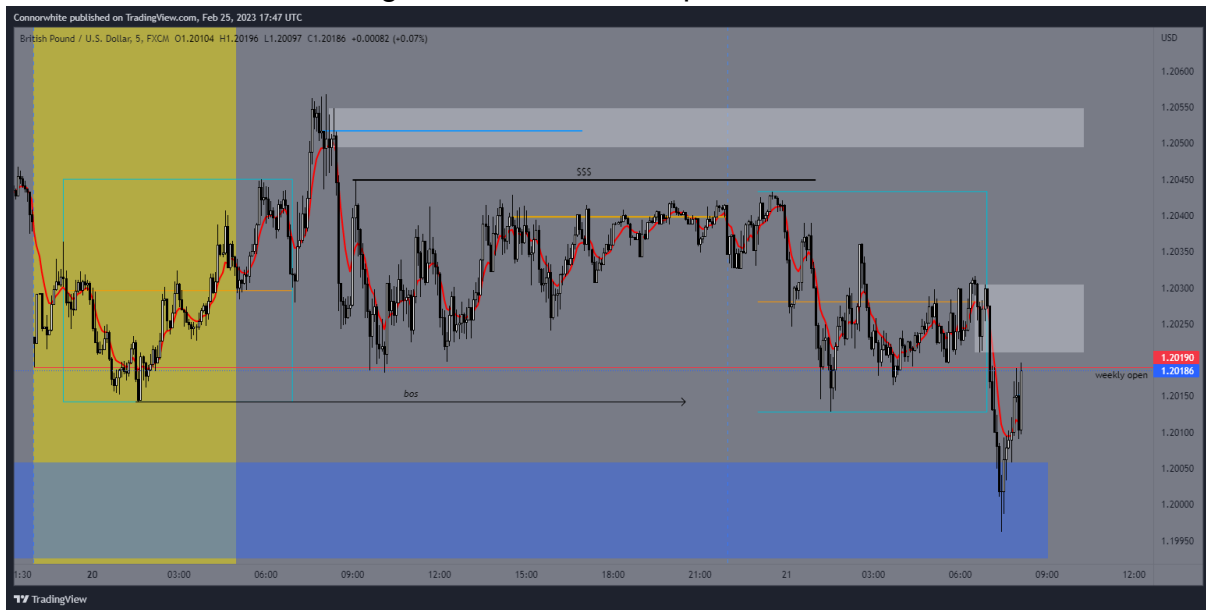 Connorwhite published on TradingView.com, Feb 25, 2023 17:47 UTC
British Pound / U.S. Dollar, 5, FXCM O1.20104 H1.20196 L1.20097 C1.20186 +0.00082 (+0.07%)
USD
1.20600
1.20550
1.20500
$$$
1.20450
1.20400
1.20350
1.20300
1.20250
1.20190
weekly open
1.20186
bos
1.20150
1.20100
1.20050
1.20000
1.19950
1:30 20 03:00 06:00 09:00 12:00 15:00 18:00 21:00 21 03:00 06:00 09:00 12:00
TradingView